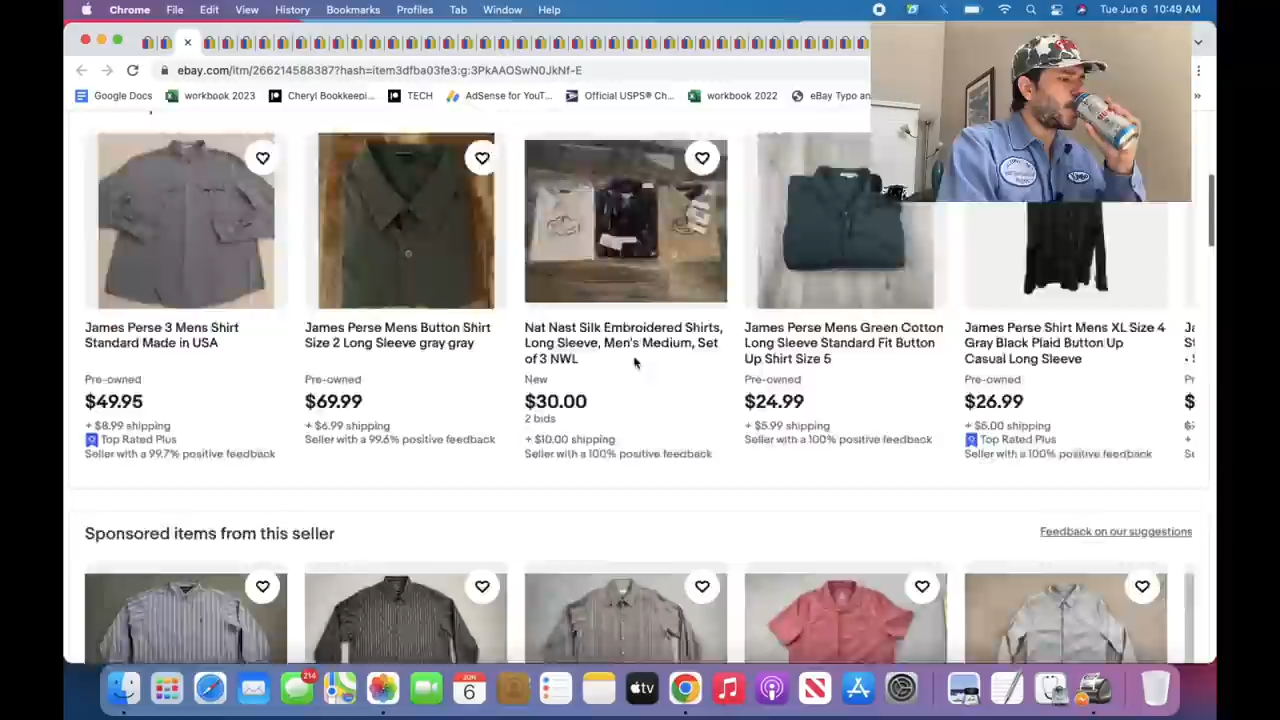 Chrome File Edit View History Bookmarks Profiles Tab Window Help Tue Jun 6 10:49 AM
ebay.com/itm/266214588387?hash=item3dfba03fe3:g:3PkAAOSwN0JkNf-E
Google Docs workbook 2023 Cheryl Bookkeepi... TECH AdSense for YouT... Official USPS® Ch... workbook 2022 eBay Typo an
James Perse 3 Mens Shirt
Standard Made in USA
Pre-owned
$49.95
+ $8.99 shipping
Top Rated Plus
Seller with a 99.7% positive feedback
James Perse Mens Button Shirt
Size 2 Long Sleeve gray gray
Pre-owned
$69.99
+ $6.99 shipping
Seller with a 99.6% positive feedback
Nat Nast Silk Embroidered Shirts,
Long Sleeve, Men's Medium, Set
of 3 NWL
New
$30.00
2 bids
+ $10.00 shipping
Seller with a 100% positive feedback
James Perse Mens Green Cotton
Long Sleeve Standard Fit Button
Up Shirt Size 5
Pre-owned
$24.99
+ $5.99 shipping
Seller with a 100% positive feedback
James Perse Shirt Mens XL Size 4
Gray Black Plaid Button Up
Casual Long Sleeve
Pre-owned
$26.99
+ $5.00 shipping
Top Rated Plus
Seller with a 100% positive feedback
Sponsored items from this seller
Feedback on our suggestions
214
JUN
6
tv